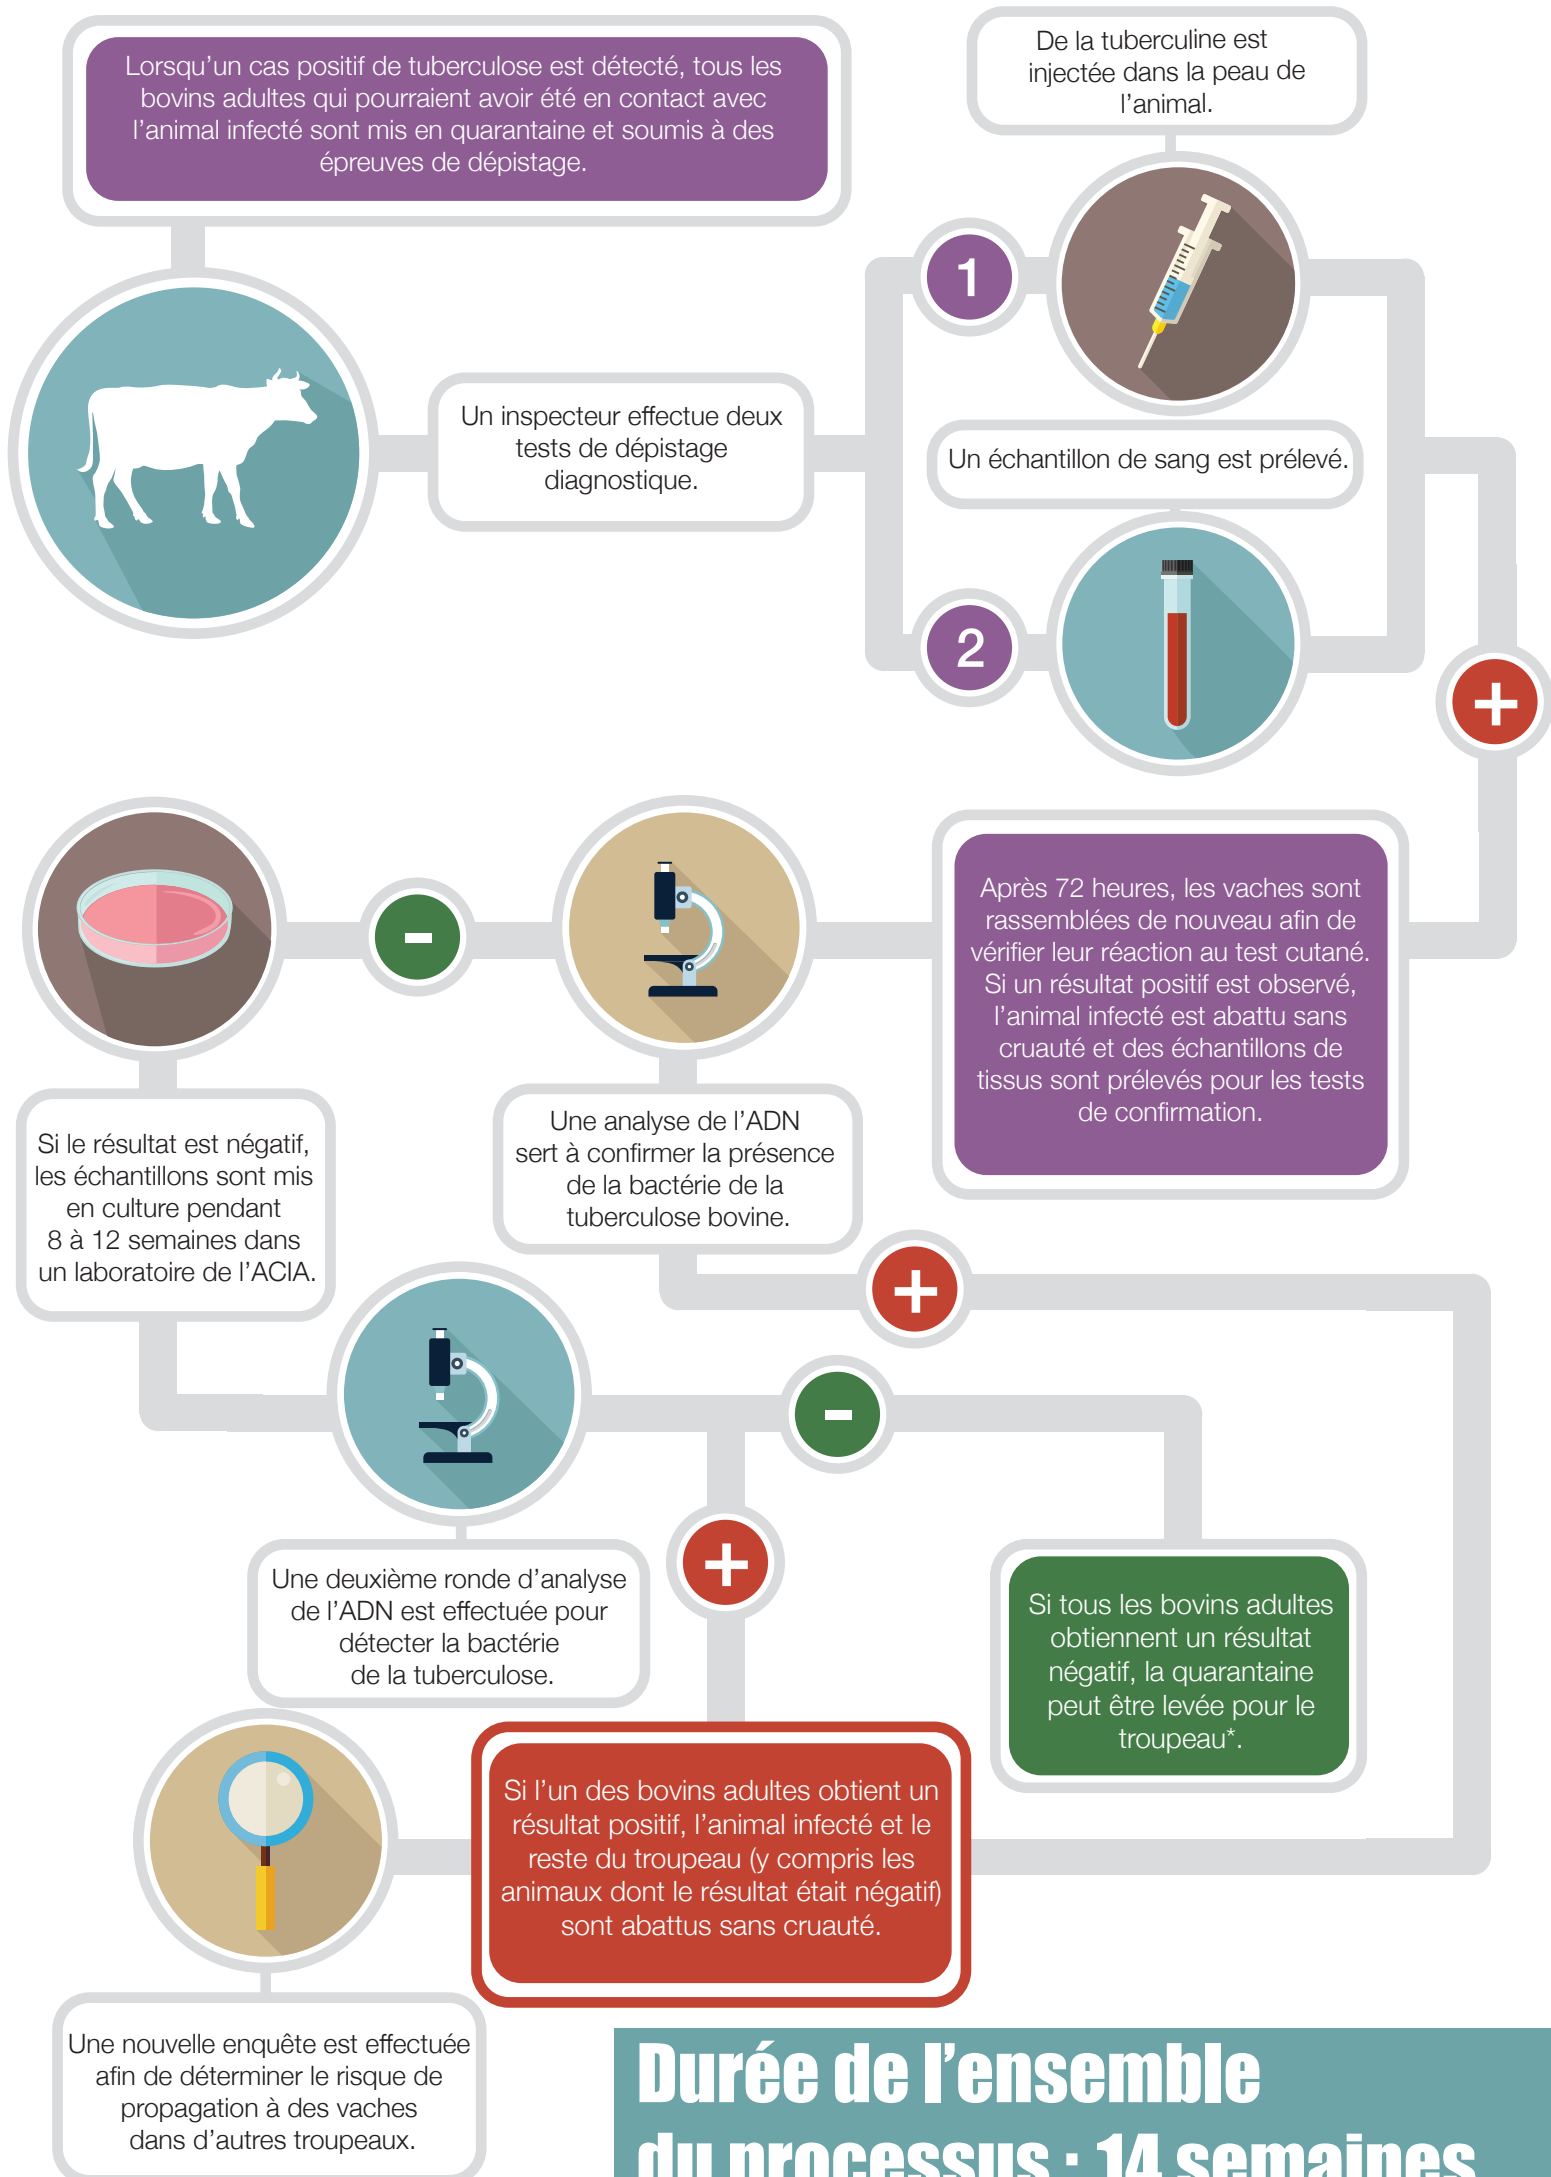 Lorsqu’un cas positif de tuberculose est détecté, tous les
bovins adultes qui pourraient avoir été en contact avec
l’animal infecté sont mis en quarantaine et soumis à des
épreuves de dépistage.
Un inspecteur effectue deux
tests de dépistage
diagnostique.
De la tuberculine est
injectée dans la peau de
l’animal.
1
Un échantillon de sang est prélevé.
2
+
Après 72 heures, les vaches sont
rassemblées de nouveau afin de
vérifier leur réaction au test cutané.
Si un résultat positif est observé,
l’animal infecté est abattu sans
cruauté et des échantillons de
tissus sont prélevés pour les tests
de confirmation.
Une analyse de l’ADN
sert à confirmer la présence
de la bactérie de la
tuberculose bovine.
-
Si le résultat est négatif,
les échantillons sont mis
en culture pendant
8 à 12 semaines dans
un laboratoire de l’ACIA.
+
-
Une deuxième ronde d’analyse
de l’ADN est effectuée pour
détecter la bactérie
de la tuberculose.
+
Si tous les bovins adultes
obtiennent un résultat
négatif, la quarantaine
peut être levée pour le
troupeau*.
Si l’un des bovins adultes obtient un
résultat positif, l’animal infecté et le
reste du troupeau (y compris les
animaux dont le résultat était négatif)
sont abattus sans cruauté.
Une nouvelle enquête est effectuée
afin de déterminer le risque de
propagation à des vaches
dans d’autres troupeaux.
Durée de l’ensemble
du processus : 14 semaines